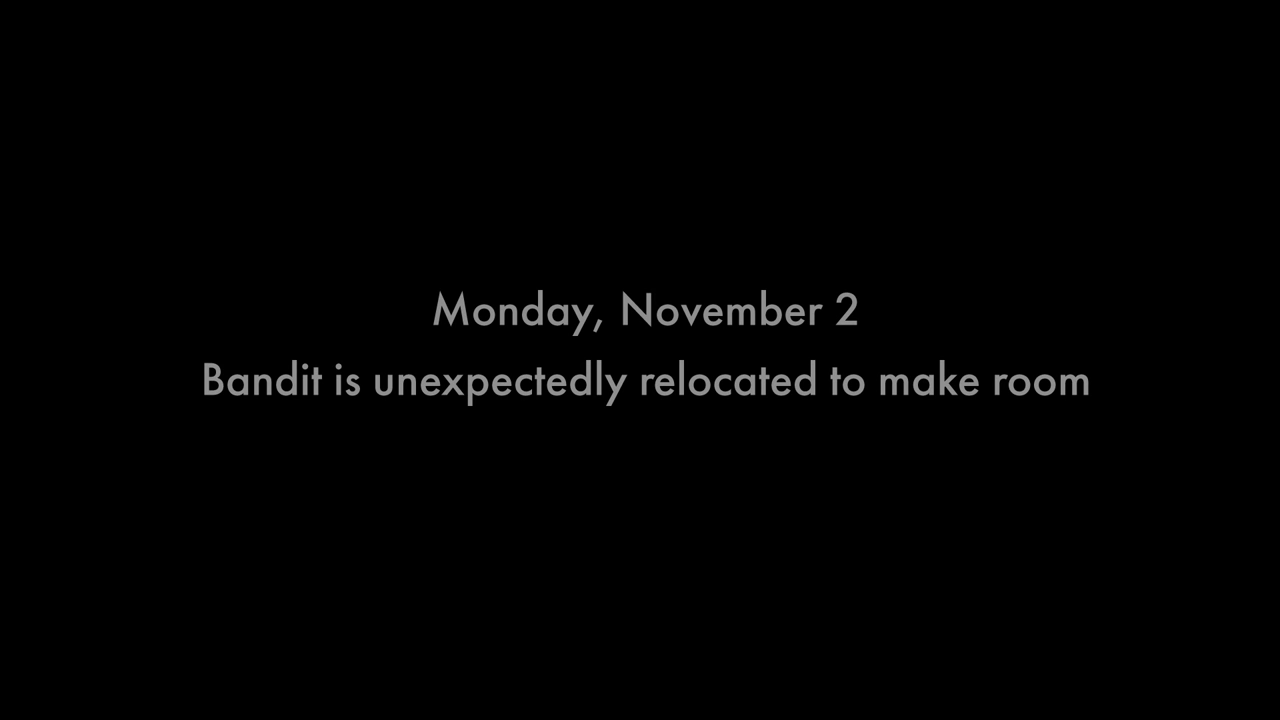 Monday, November 2
Bandit is unexpectedly relocated to make room